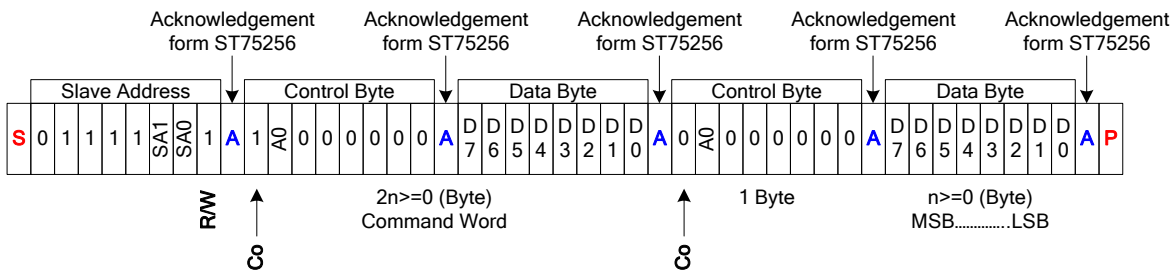 Acknowledgement form ST75256
Acknowledgement form ST75256
Acknowledgement form ST75256
Acknowledgement form ST75256
Acknowledgement form ST75256
Slave Address
Control Byte
Data Byte
Control Byte
Data Byte
S 0 1 1 1 1 SA1 SA0 1 A 1 A0 0 0 0 0 0 0 A D7 D6 D5 D4 D3 D2 D1 D0 A 0 A0 0 0 0 0 0 0 A D7 D6 D5 D4 D3 D2 D1 D0 A P
R/W
Co
2n>=0 (Byte)
Command Word
Co
1 Byte
n>=0 (Byte)
MSB..............LSB